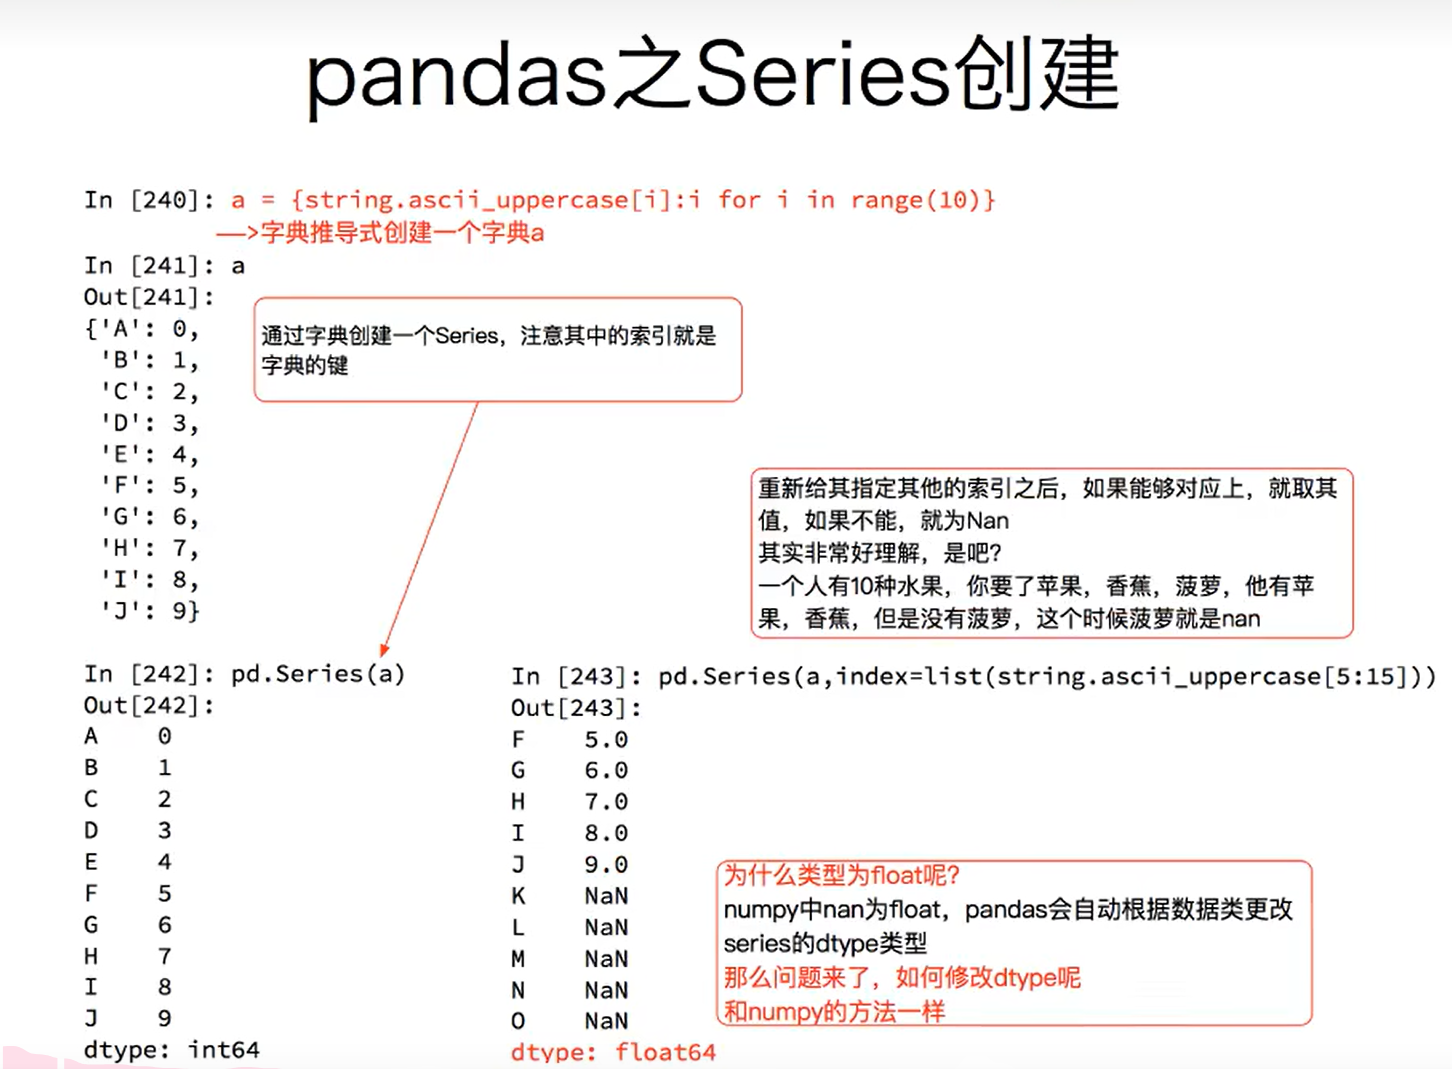 pandas之Series创建
In [240]: a = {string.ascii_uppercase[i]:i for i in range(10)}
—>字典推导式创建一个字典a
In [241]: a
Out[241]:
{'A': 0,
'B': 1,
'C': 2,
'D': 3,
'E': 4,
'F': 5,
'G': 6,
'H': 7,
'I': 8,
'J': 9}
通过字典创建一个Series，注意其中的索引就是
字典的键
重新给其指定其他的索引之后，如果能够对应上，就取其
值，如果不能，就为Nan
其实非常好理解，是吧？
一个人有10种水果，你要了苹果，香蕉，菠萝，他有苹
果，香蕉，但是没有菠萝，这个时候菠萝就是nan
In [242]: pd.Series(a)
Out[242]:
A 0
B 1
C 2
D 3
E 4
F 5
G 6
H 7
I 8
J 9
dtype: int64
In [243]: pd.Series(a,index=list(string.ascii_uppercase[5:15]))
Out[243]:
F 5.0
G 6.0
H 7.0
I 8.0
J 9.0
K NaN
L NaN
M NaN
N NaN
O NaN
dtype: float64
为什么类型为float呢？
numpy中nan为float，pandas会自动根据数据类更改
series的dtype类型
那么问题来了，如何修改dtype呢
和numpy的方法一样